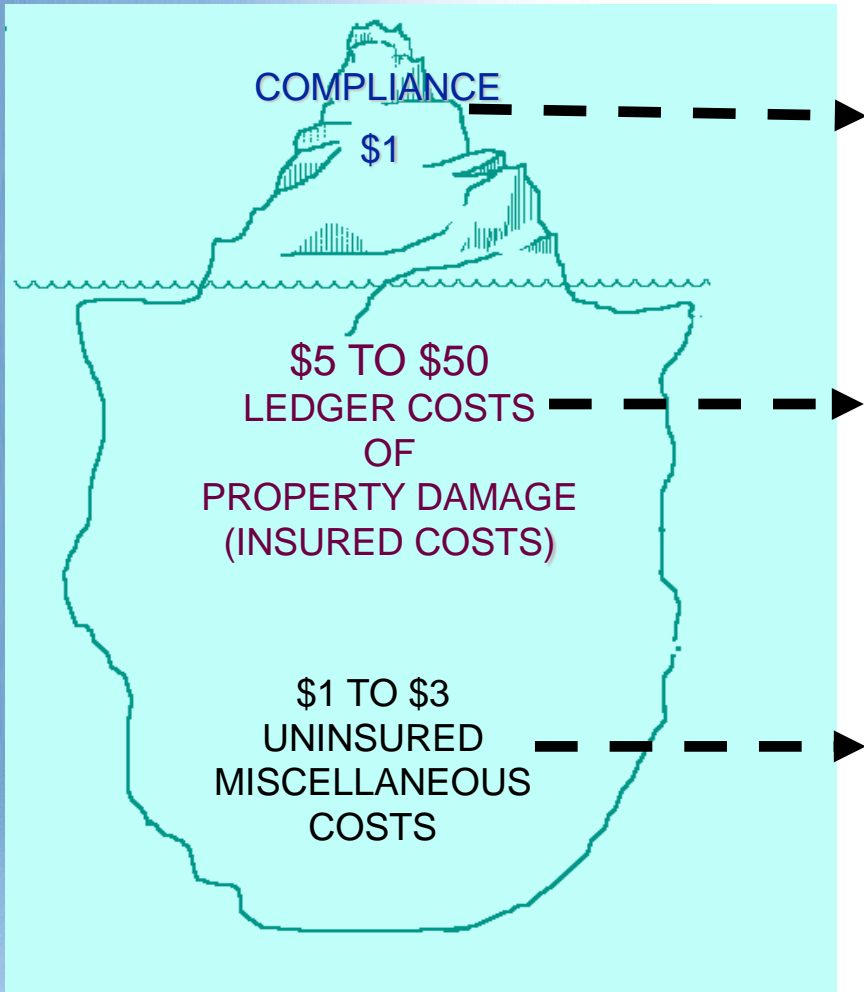 COMPLIANCE
$1
$5 TO $50
LEDGER COSTS
OF
PROPERTY DAMAGE
(INSURED COSTS)
$1 TO $3
UNINSURED
MISCELLANEOUS
COSTS